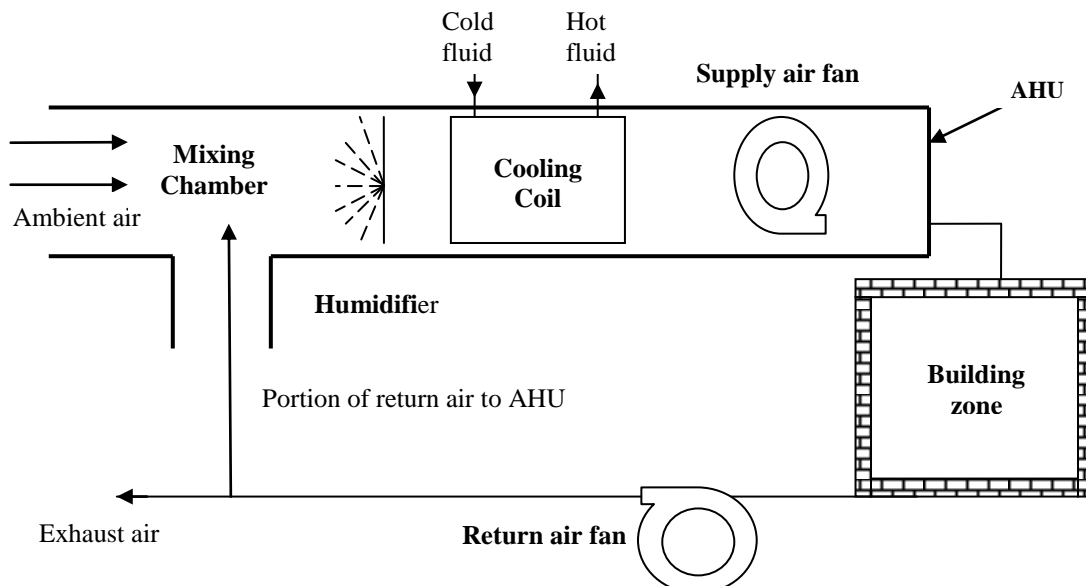 Cold
fluid
Hot
fluid
Supply air fan
AHU
Mixing
Chamber
Cooling
Coil
Ambient air
Humidifier
Building
zone
Portion of return air to AHU
Exhaust air
Return air fan